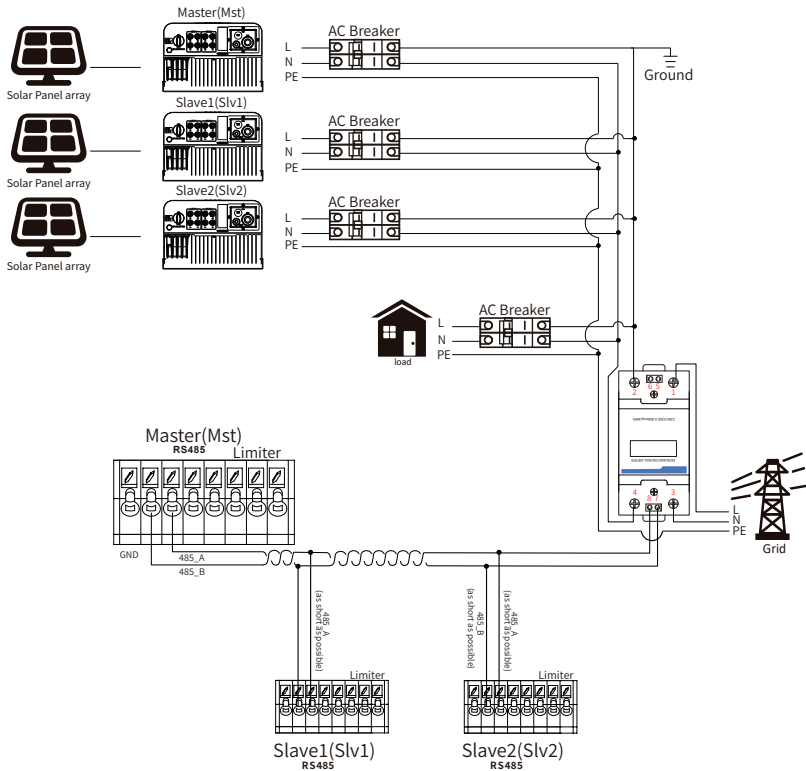 Master(Mst)
Solar Panel array
L
N
PE
AC Breaker
Ground
Slave1(Slv1)
Solar Panel array
L
N
PE
AC Breaker
Slave2(Slv2)
Solar Panel array
L
N
PE
AC Breaker
load
L
N
PE
AC Breaker
2
6 5
1
4
8 7
3
L
N
PE
Grid
Master(Mst)
RS485
Limiter
GND
485_A
485_B
485_A
(as short as possible)
485_B
(as short as possible)
485_A
(as short as possible)
Limiter
Slave1(Slv1)
RS485
Limiter
Slave2(Slv2)
RS485